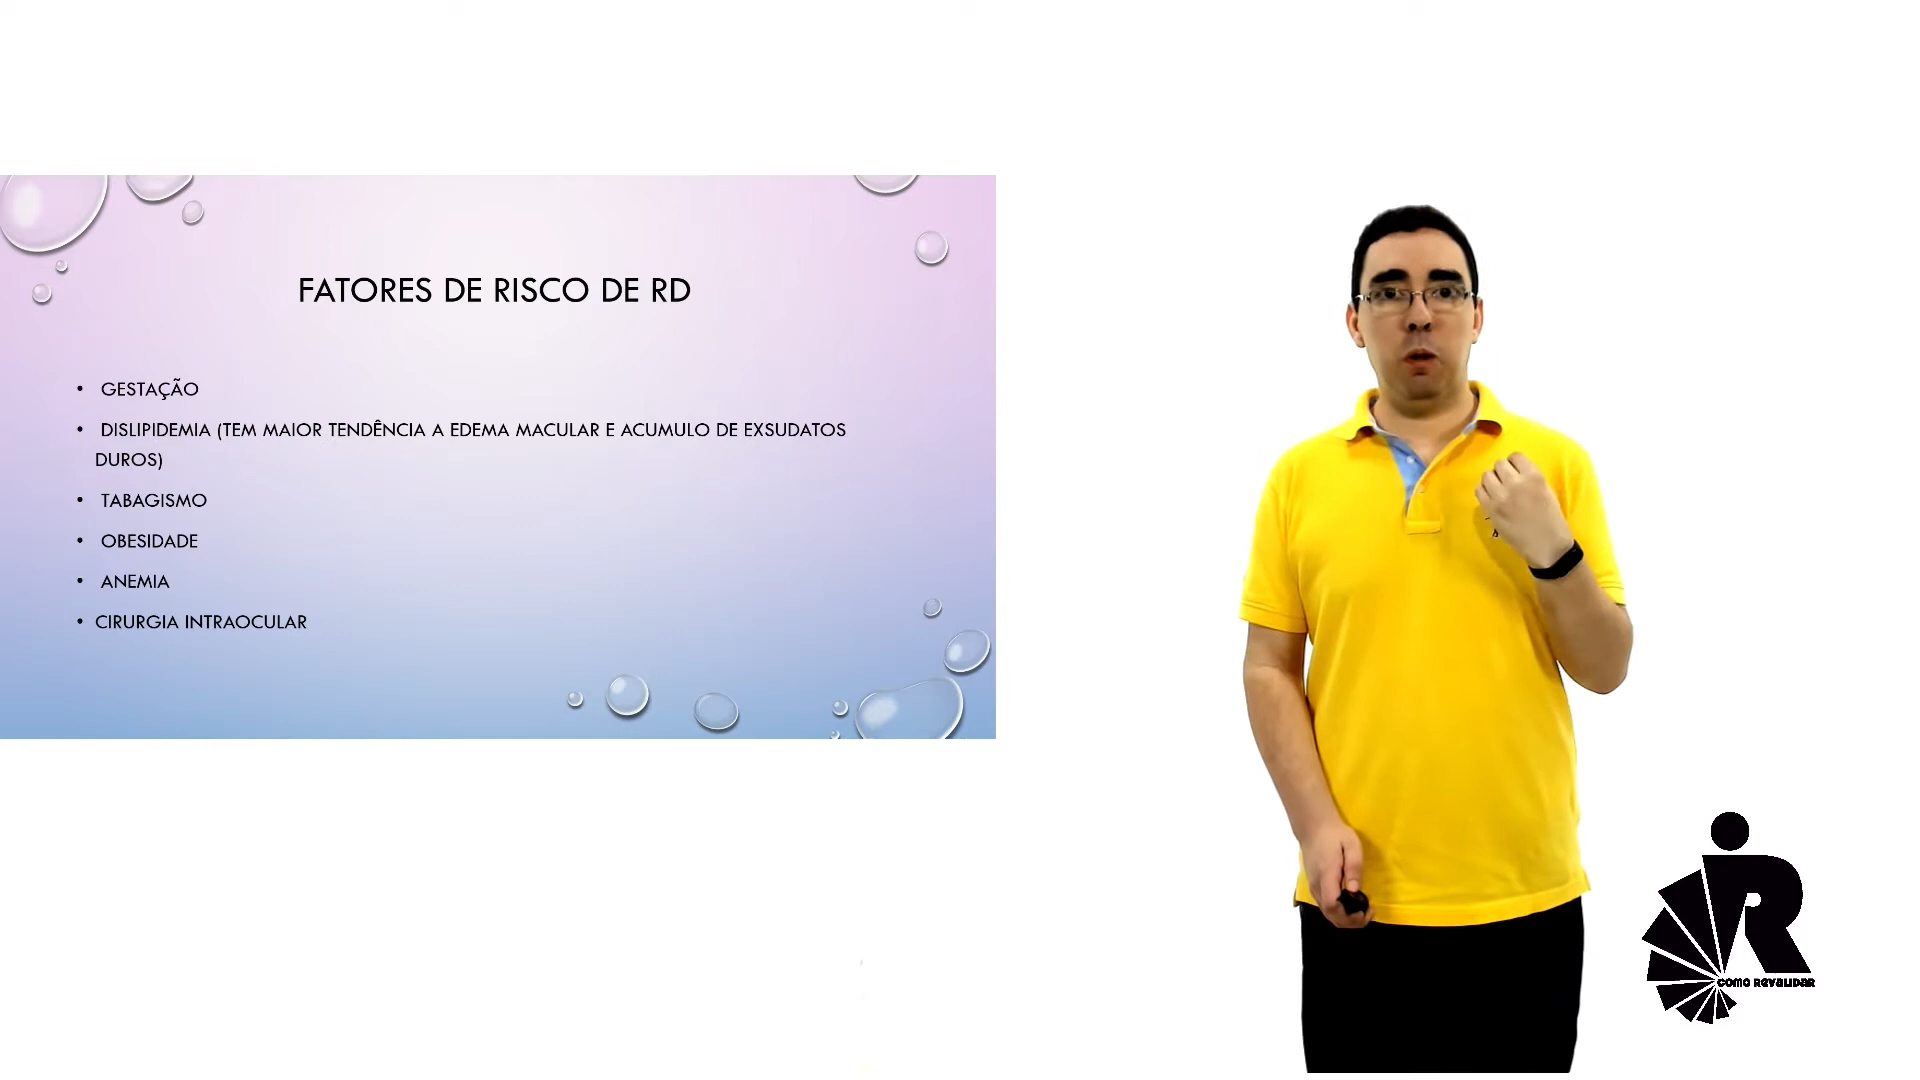 FATORES DE RISCO DE RD
• GESTAÇÃO
• DISLIPIDEMIA (TEM MAIOR TENDÊNCIA A EDEMA MACULAR E ACUMULO DE EXSUDATOS
DUROS)
• TABAGISMO
• OBESIDADE
• ANEMIA
• CIRURGIA INTRAOCULAR
R
COMO REVALIDAR